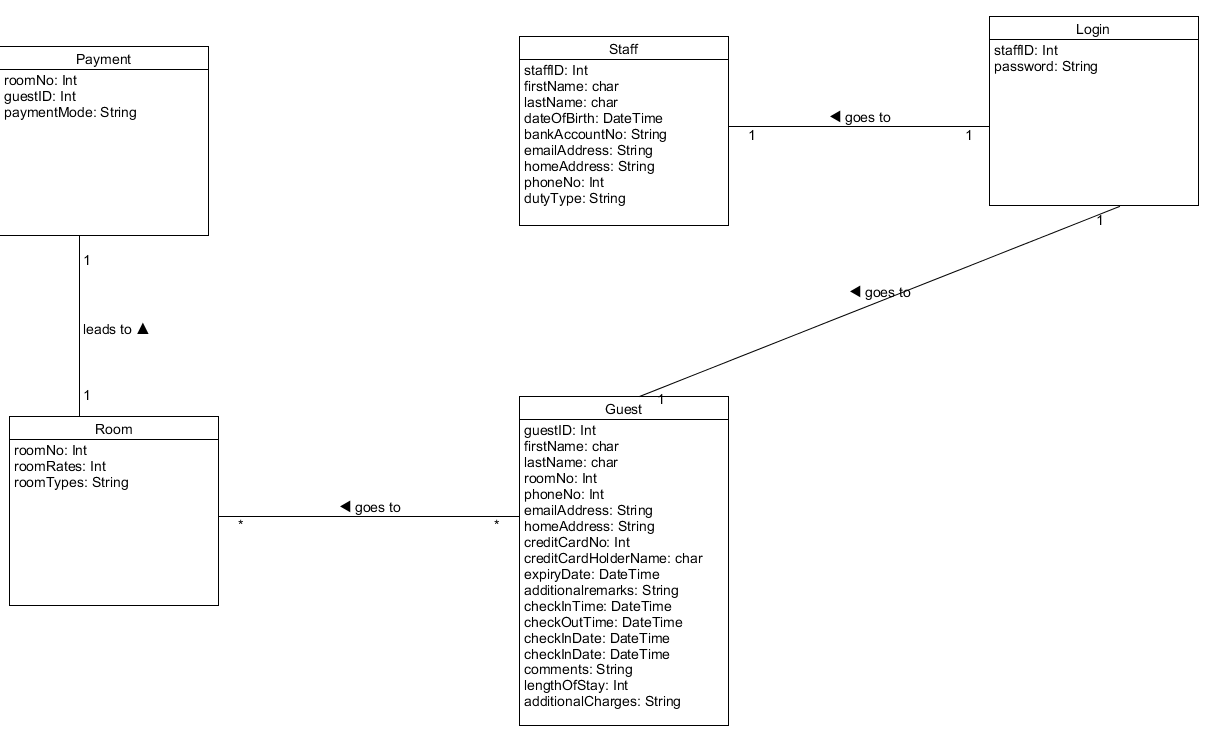 Payment
roomNo: Int
guestID: Int
paymentMode: String
Staff
staffID: Int
firstName: char
lastName: char
dateOfBirth: DateTime
bankAccountNo: String
emailAddress: String
homeAddress: String
phoneNo: Int
dutyType: String
Login
staffID: Int
password: String
◀ goes to
1
1
1
◀ goes to
1
1
leads to ▲
1
Room
roomNo: Int
roomRates: Int
roomTypes: String
◀ goes to
*
*
Guest
guestID: Int
firstName: char
lastName: char
roomNo: Int
phoneNo: Int
emailAddress: String
homeAddress: String
creditCardNo: Int
creditCardHolderName: char
expiryDate: DateTime
additionalremarks: String
checkInTime: DateTime
checkOutTime: DateTime
checkInDate: DateTime
checkInDate: DateTime
comments: String
lengthOfStay: Int
additionalCharges: String